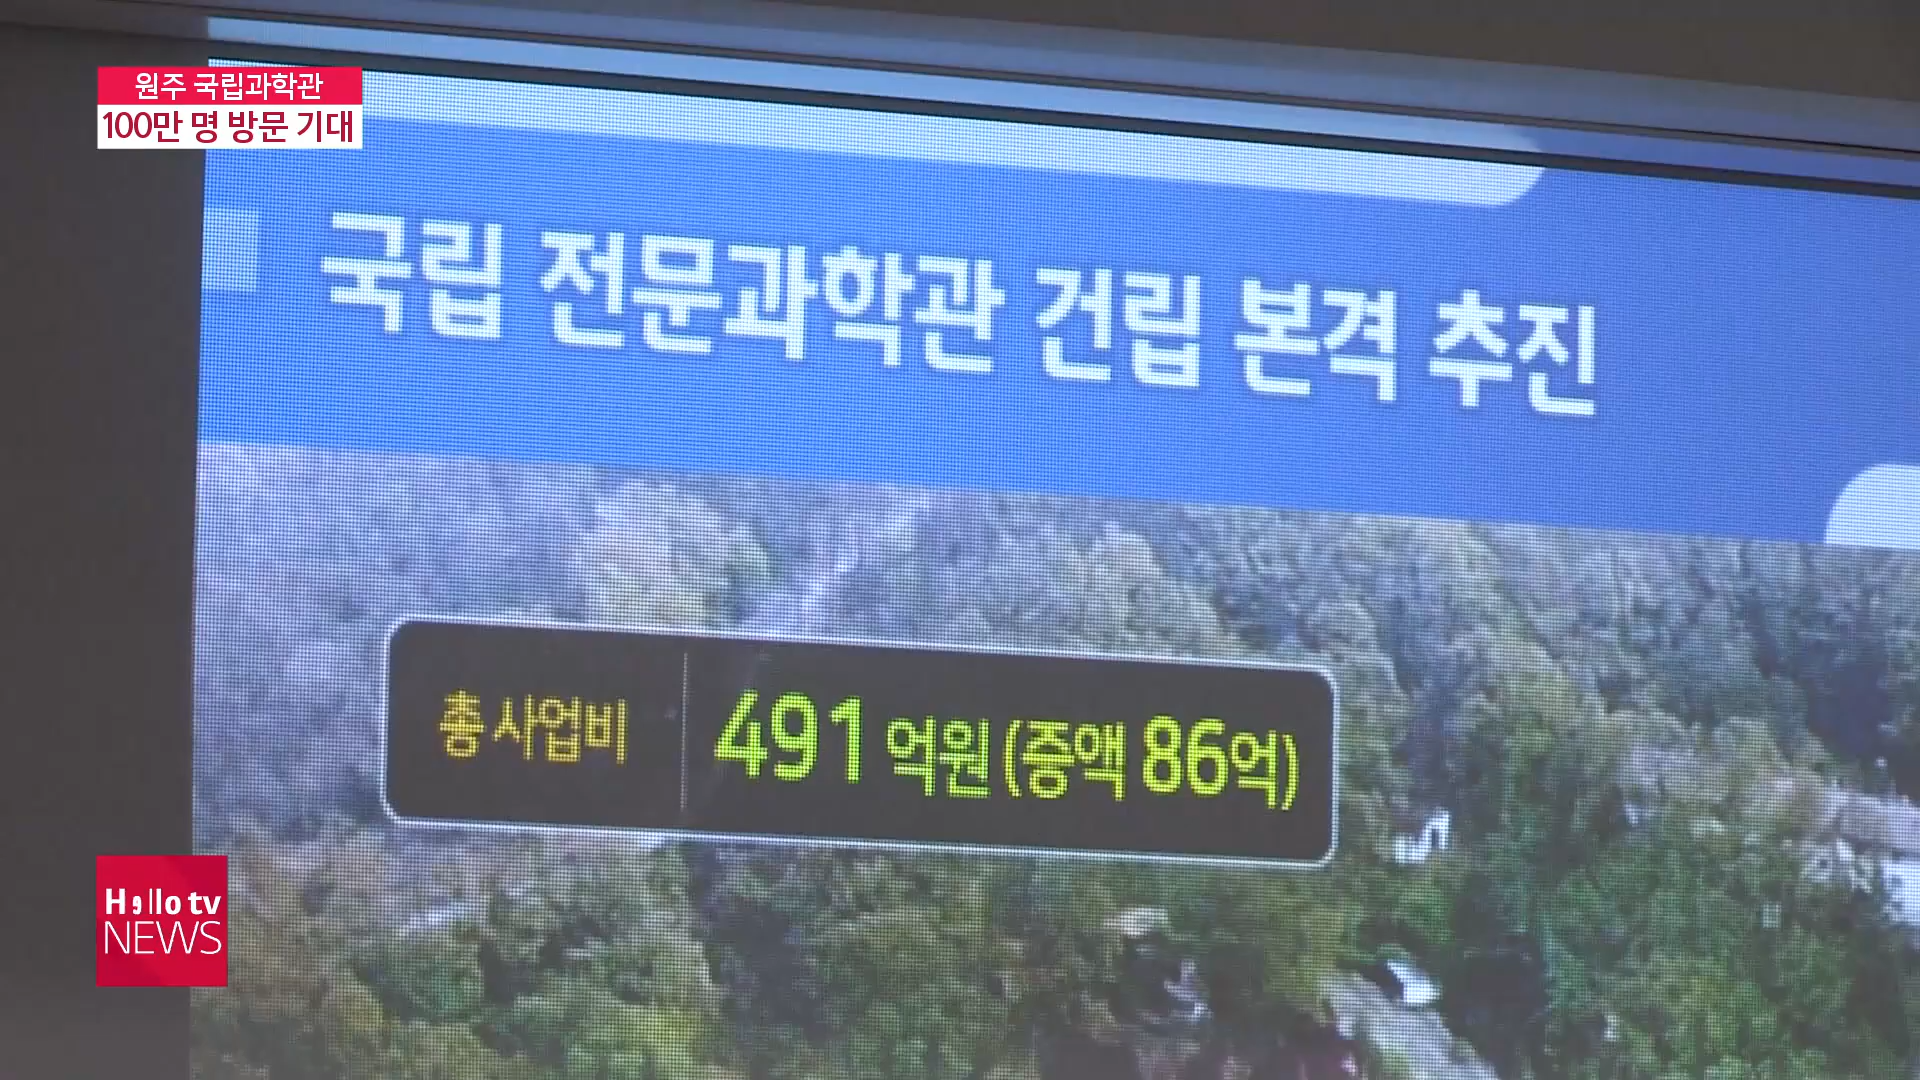 원주 국립과학관
100만 명 방문 기대
국립 전문과학관 건립 본격 추진
총 사업비 491 억원 (증액 86억)
Hello tv
NEWS